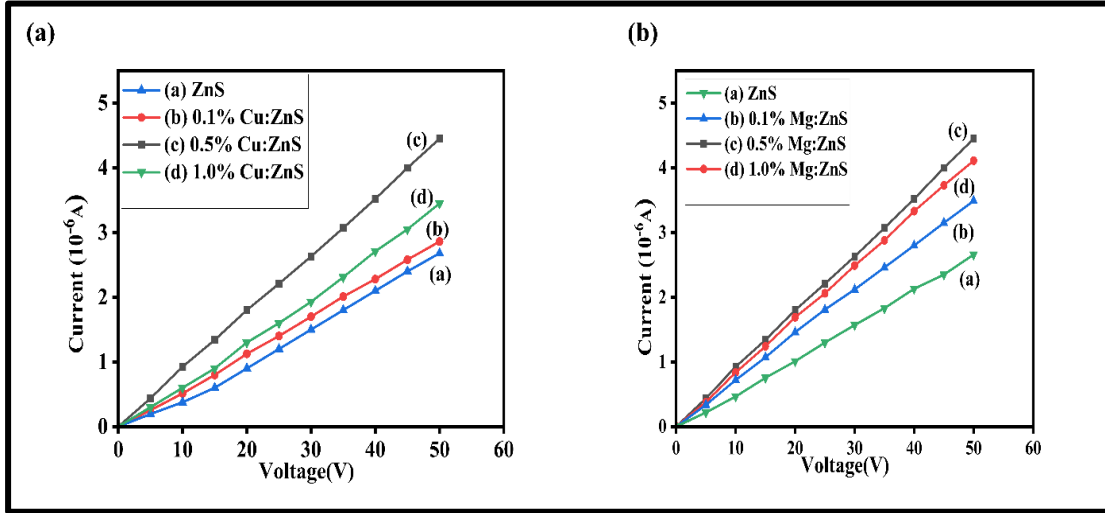 (a)
(a) ZnS
(b) 0.1% Cu:ZnS
(c) 0.5% Cu:ZnS
(d) 1.0% Cu:ZnS
(c)
(d)
(b)
(a)
Current (10⁻⁶A)
5
4
3
2
1
0
0 10 20 30 40 50 60
Voltage(V)
(b)
(a) ZnS
(b) 0.1% Mg:ZnS
(c) 0.5% Mg:ZnS
(d) 1.0% Mg:ZnS
(c)
(d)
(b)
(a)
Current (10⁻⁶A)
5
4
3
2
1
0
0 10 20 30 40 50 60
Voltage(V)